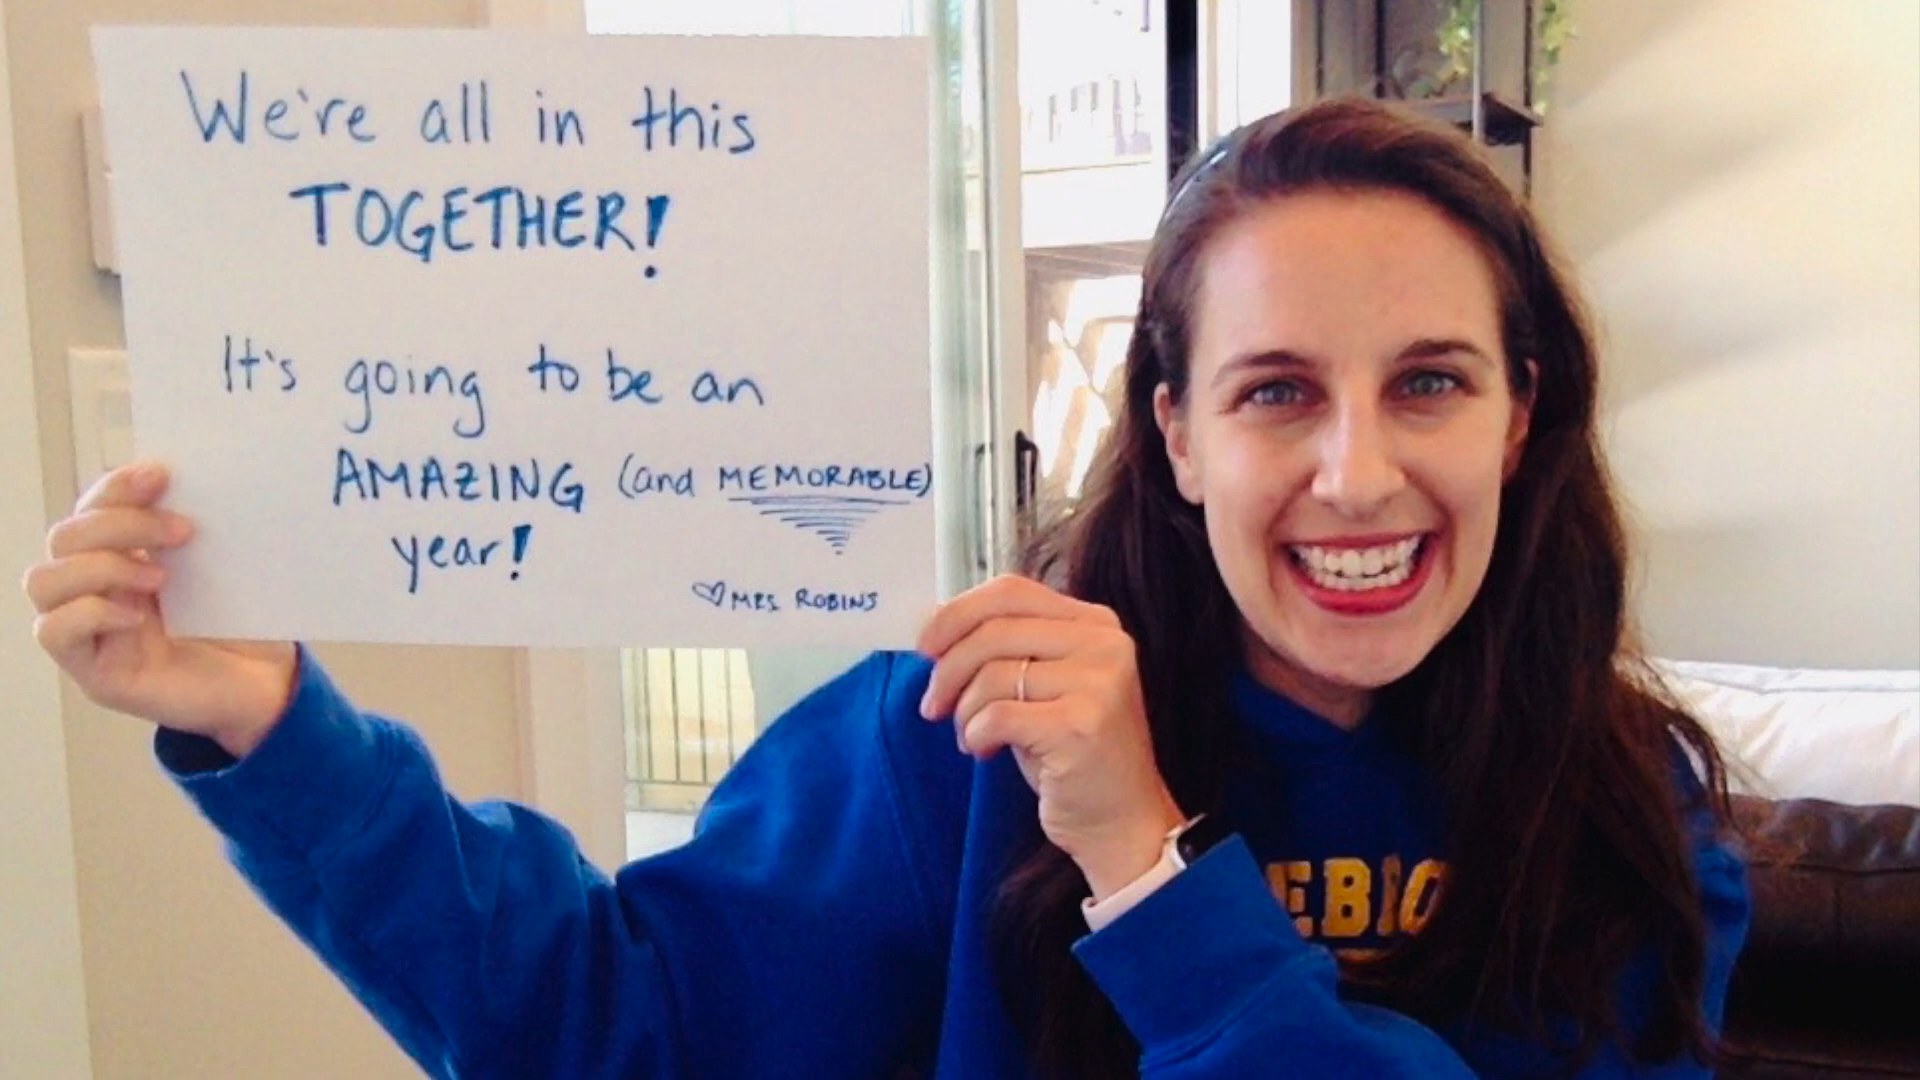 We're all in this
TOGETHER!
It's going to be an
AMAZING (and MEMORABLE)
year!
♡ MRS. ROBINS